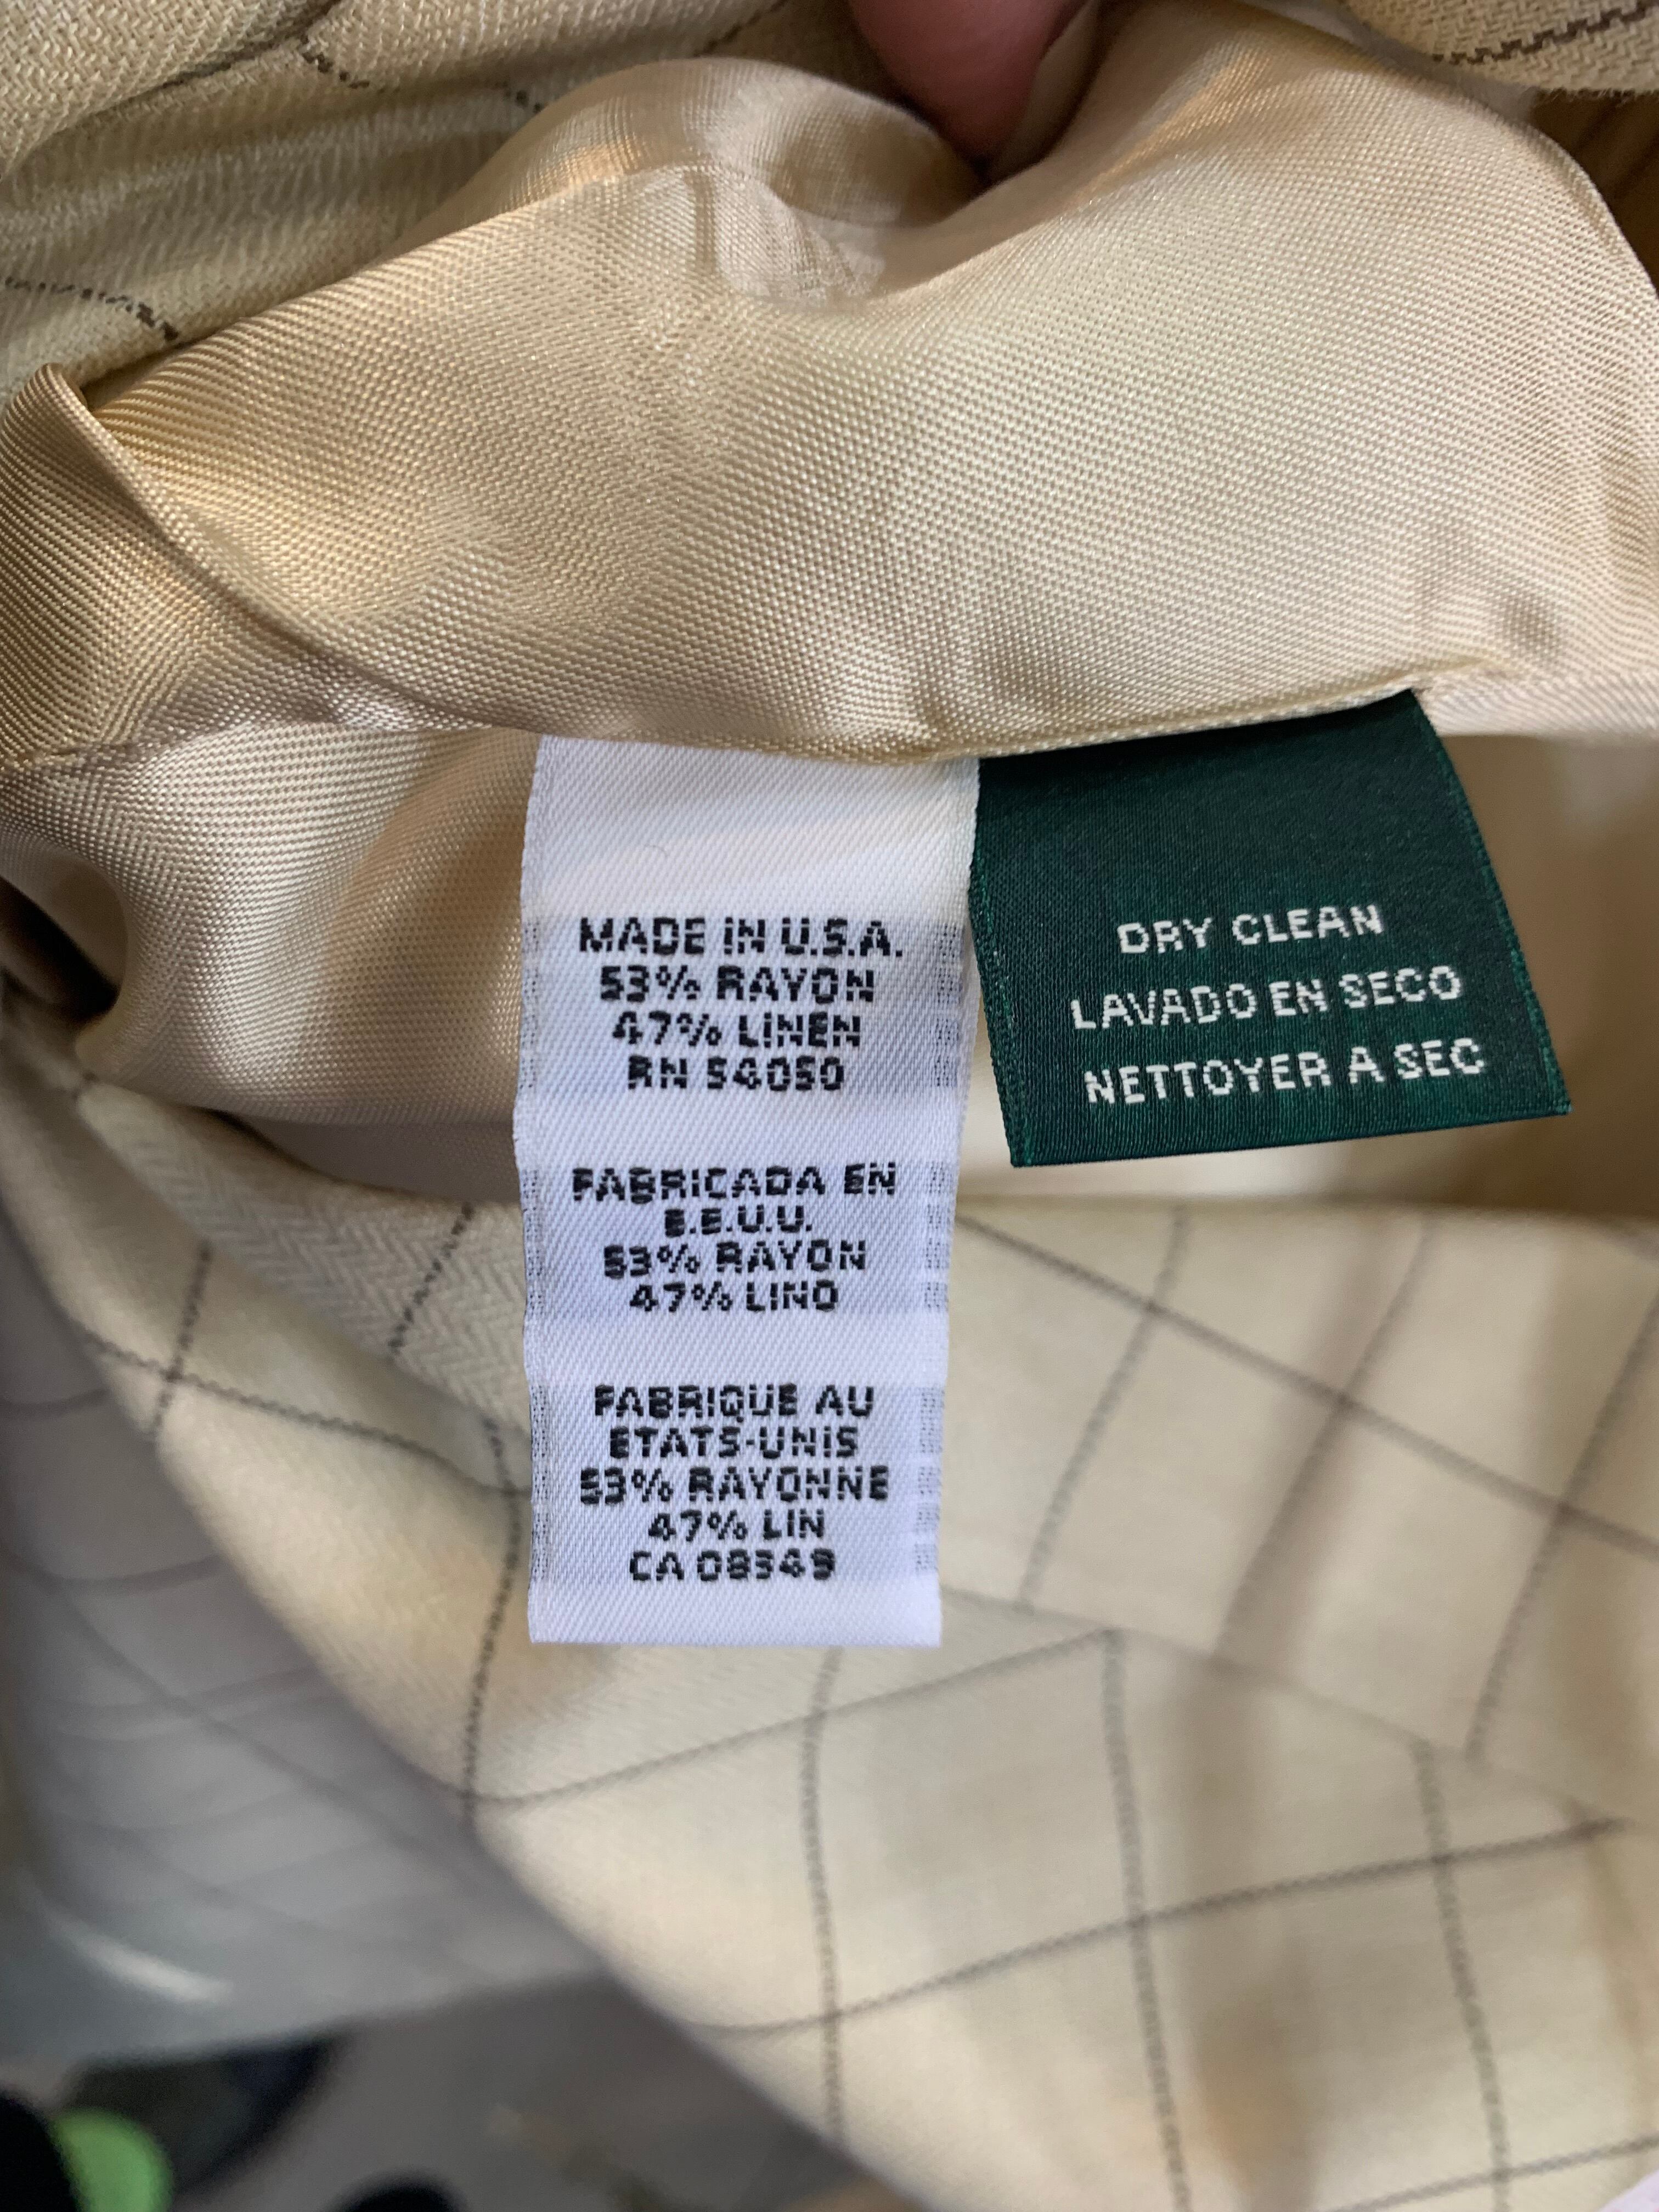 MADE IN U.S.A.
53% RAYON
47% LINEN
RN 54050
FABRICADA EN
E.E.U.U.
53% RAYON
47% LINO
FABRIQUE AU
ETATS-UNIS
53% RAYONNE
47% LIN
CA 08349
DRY CLEAN
LAVADO EN SECO
NETTOYER A SEC